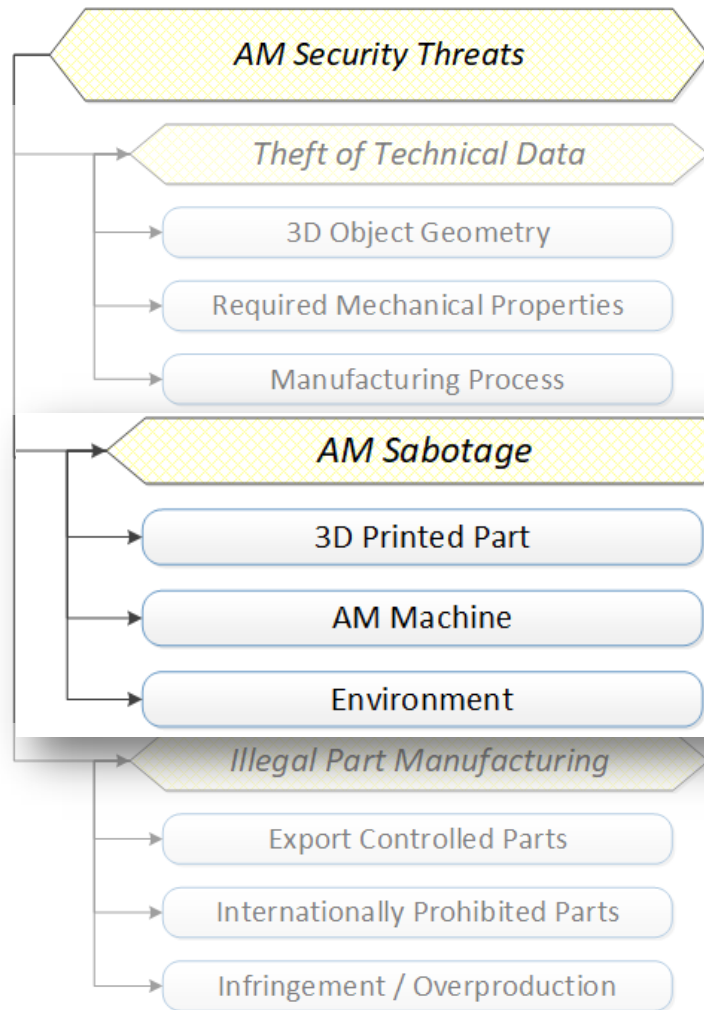 AM Security Threats
Theft of Technical Data
3D Object Geometry
Required Mechanical Properties
Manufacturing Process
AM Sabotage
3D Printed Part
AM Machine
Environment
Illegal Part Manufacturing
Export Controlled Parts
Internationally Prohibited Parts
Infringement / Overproduction